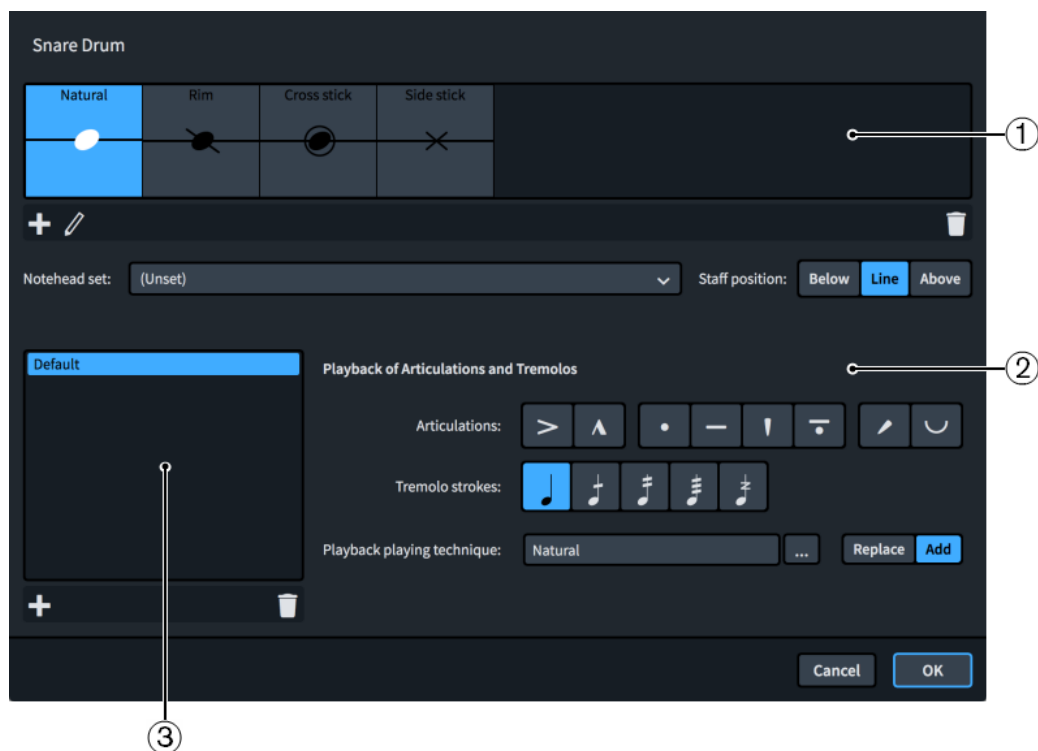 Snare Drum
Natural Rim Cross stick Side stick
①
Notehead set: (Unset) Staff position: Below Line Above
Default
Playback of Articulations and Tremolos
②
Articulations:
Tremolo strokes:
Playback playing technique: Natural ... Replace Add
Cancel OK
③